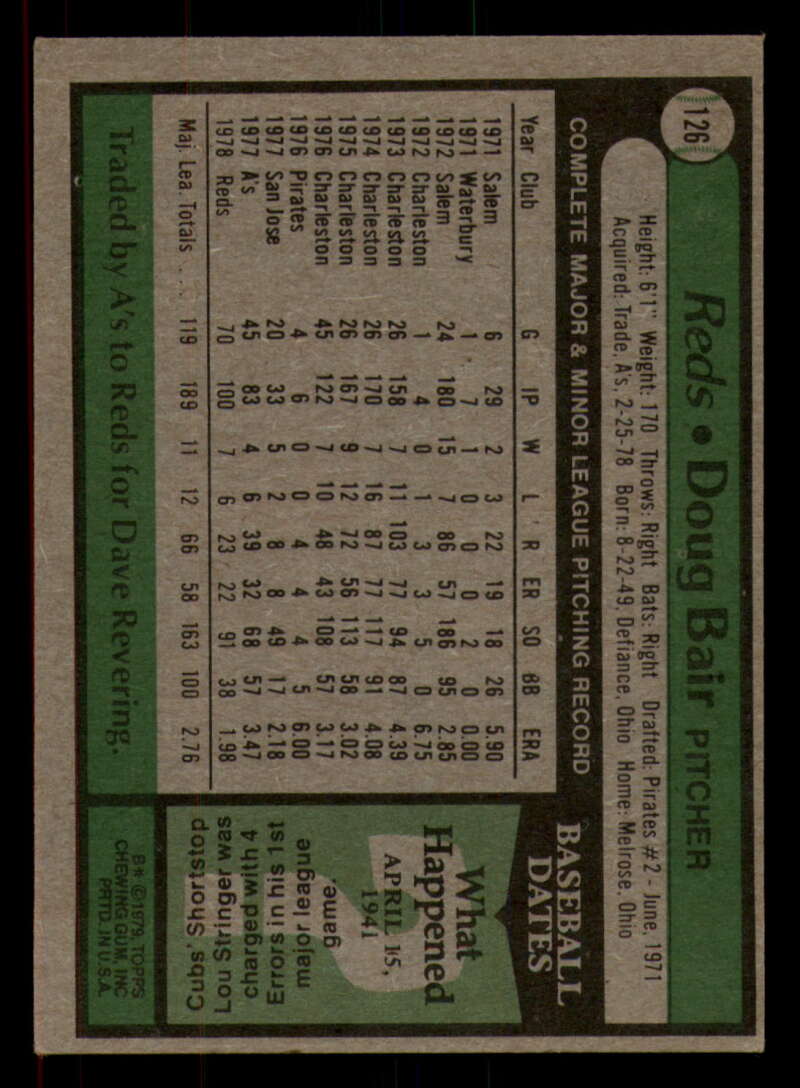 126
Reds • Doug Bair PITCHER
Height: 6'1" Weight: 170 Throws: Right Bats: Right Drafted: Pirates #2 - June, 1971
Acquired: Trade, A's, 2-25-78 Born: 8-22-49, Defiance, Ohio Home: Melrose, Ohio
COMPLETE MAJOR & MINOR LEAGUE PITCHING RECORD
Year Club G IP W L R ER SO BB ERA
1971 Salem 6 29 2 3 22 19 18 26 5.90
1971 Waterbury 1 7 1 0 0 0 2 0 0.00
1972 Salem 24 180 15 7 86 57 186 95 2.85
1972 Charleston 1 4 0 1 3 3 5 0 6.75
1973 Charleston 26 158 7 11 103 77 94 87 4.39
1974 Charleston 26 170 7 16 87 77 117 91 4.08
1975 Charleston 26 167 9 12 72 56 113 58 3.02
1976 Charleston 45 122 7 10 48 43 108 57 3.17
1976 Pirates 4 6 0 0 4 4 4 5 6.00
1977 San Jose 20 33 5 2 8 8 49 17 2.18
1977 A's 45 83 4 6 39 32 68 57 3.47
1978 Reds 70 100 7 6 23 22 91 38 1.98
Maj. Lea. Totals . . . 119 189 11 12 66 58 163 100 2.76
Traded by A's to Reds for Dave Revering.
BASEBALL
DATES
What
Happened
APRIL 15,
1941
Cubs' Shortstop
Lou Stringer was
charged with 4
Errors in his 1st
major league
game.
B* ©1979, TOPPS
CHEWING GUM, INC
PRTD. IN U.S.A.